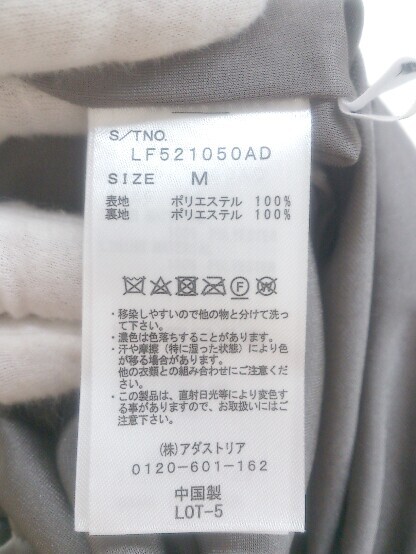 S/TNO.
LF521050AD
SIZE M
表地 ポリエステル 100%
裏地 ポリエステル 100%
・移染しやすいので他の物と分けて洗っ
て下さい。
・濃色は色落ちすることがあります。
・汗や摩擦（特に湿った状態）により色
が移る場合があります。
他の衣類との組み合わせにご注意くだ
さい。
・この製品は、直射日光等により変色す
る事がありますので、お取扱いにはご
注意下さい。
(株)アダストリア
0120-601-162
中国製
LOT-5